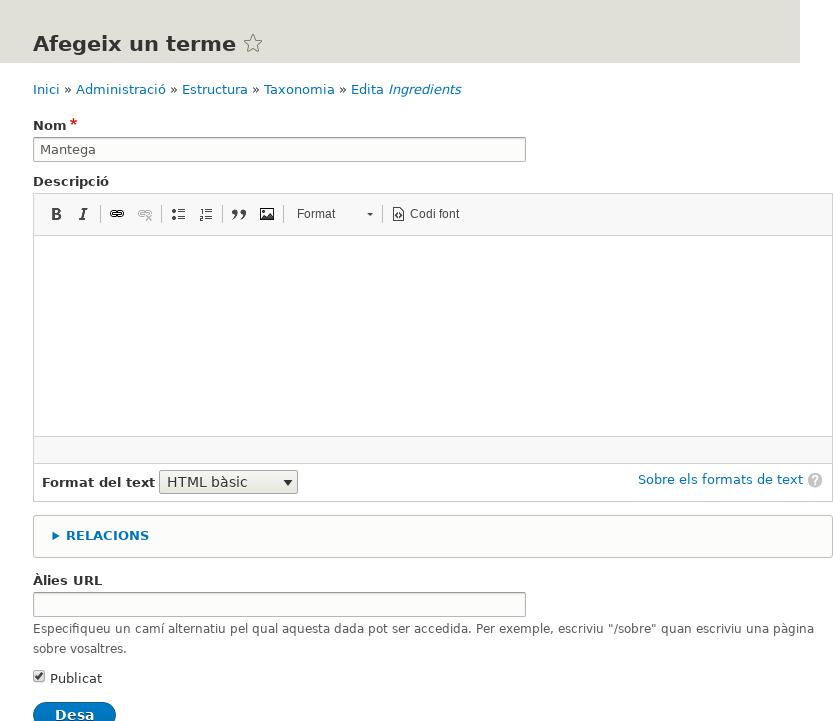 Afegeix un terme
Inici » Administració » Estructura » Taxonomia » Edita Ingredients
Nom*
Mantega
Descripció
B I Format Codi font
Format del text HTML bàsic Sobre els formats de text ?
RELACIONS
Àlies URL
Especifiqueu un camí alternatiu pel qual aquesta dada pot ser accedida. Per exemple, escriviu "/sobre" quan escriviu una pàgina
sobre vosaltres.
Publicat
Desa